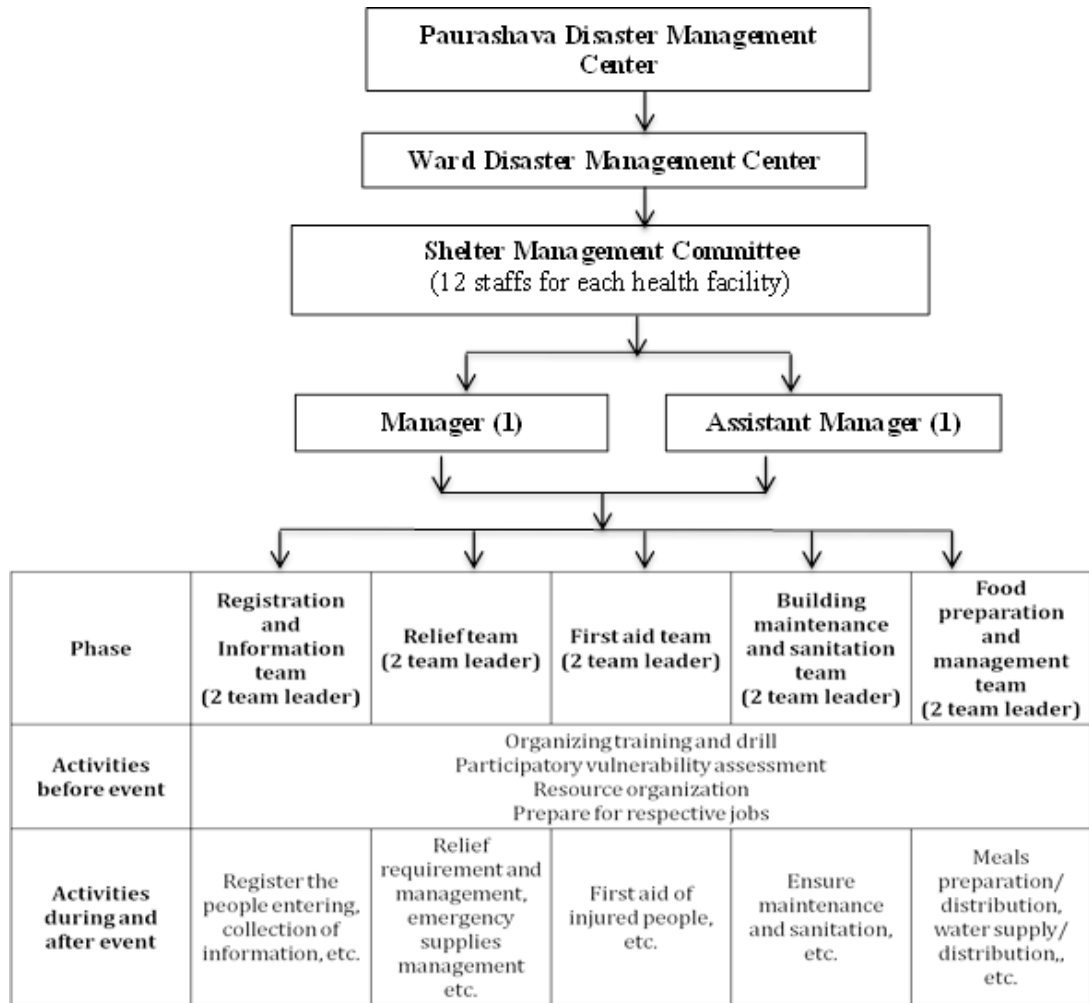 Paurashava Disaster Management
Center
Ward Disaster Management Center
Shelter Management Committee
(12 staffs for each health facility)
Manager (1)
Assistant Manager (1)
Phase
Registration
and
Information
team
(2 team leader)
Relief team
(2 team leader)
First aid team
(2 team leader)
Building
maintenance
and sanitation
team
(2 team leader)
Food
preparation
and
management
team
(2 team leader)
Activities
before event
Organizing training and drill
Participatory vulnerability assessment
Resource organization
Prepare for respective jobs
Activities
during and
after event
Register the
people entering,
collection of
information, etc.
Relief
requirement and
management,
emergency
supplies
management
etc.
First aid of
injured people,
etc.
Ensure
maintenance
and sanitation,
etc.
Meals
preparation/
distribution,
water supply/
distribution,,
etc.